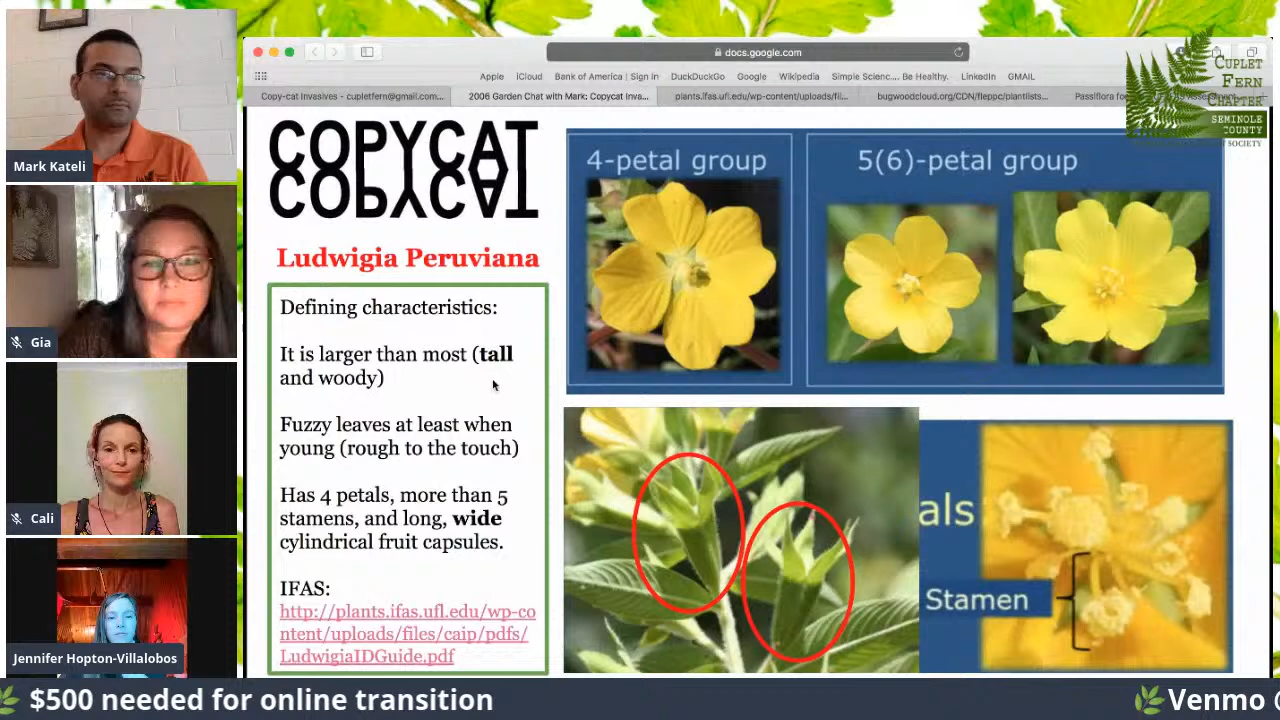 Mark Kateli
Gia
Cali
Jennifer Hopton-Villalobos
docs.google.com
Apple iCloud Bank of America | Sign in DuckDuckGo Google Wikipedia Simple Scienc.... Be Healthy. LinkedIn GMAIL
Copy-cat Invasives - cupletfern@gmail.com... 2006 Garden Chat with Mark: Copycat Inva... plants.ifas.ufl.edu/wp-content/uploads/fil... bugwoodcloud.org/CDN/fleppc/plantlists... Passiflora fo
CUPLET
FERN
CHAPTER
SEMINOLE
COUNTY
SOCIETY
COPYCAT
COPYCAT
Ludwigia Peruviana
Defining characteristics:
It is larger than most (tall
and woody)
Fuzzy leaves at least when
young (rough to the touch)
Has 4 petals, more than 5
stamens, and long, wide
cylindrical fruit capsules.
IFAS:
http://plants.ifas.ufl.edu/wp-co
ntent/uploads/files/caip/pdfs/
LudwigiaIDGuide.pdf
4-petal group
5(6)-petal group
als
Stamen
$500 needed for online transition
Venmo